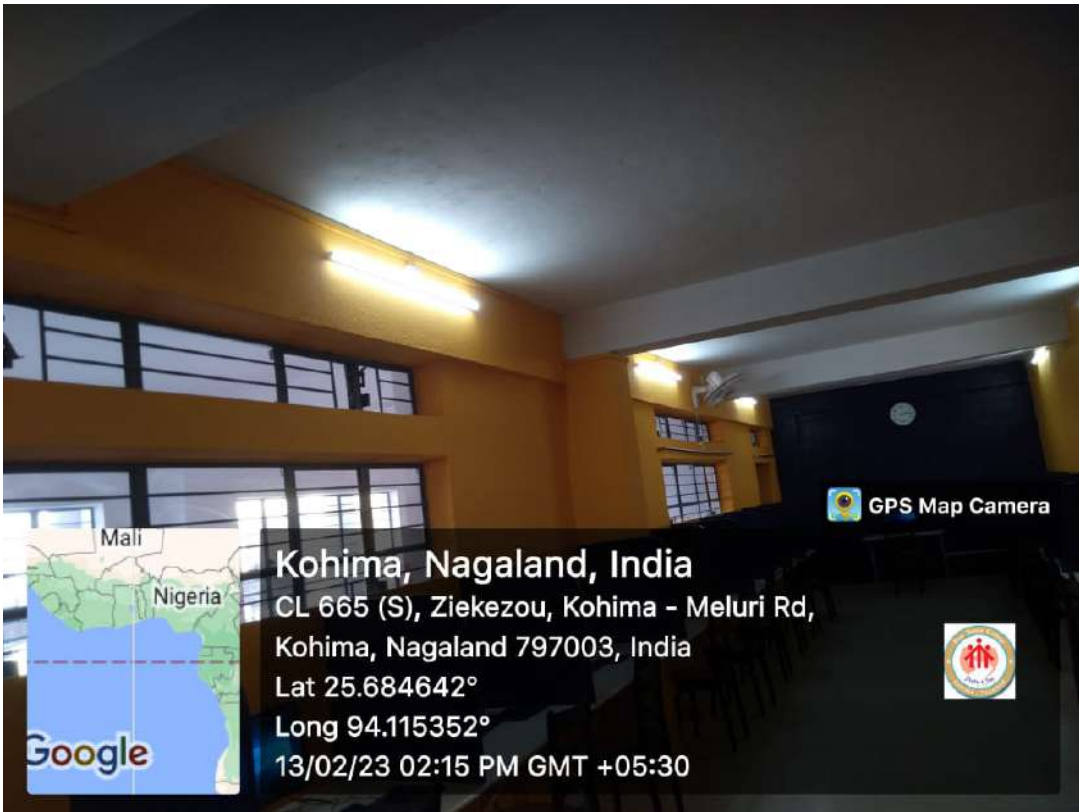 GPS Map Camera
Mali
Nigeria
Google
Kohima, Nagaland, India
CL 665 (S), Ziekezou, Kohima - Meluri Rd,
Kohima, Nagaland 797003, India
Lat 25.684642°
Long 94.115352°
13/02/23 02:15 PM GMT +05:30